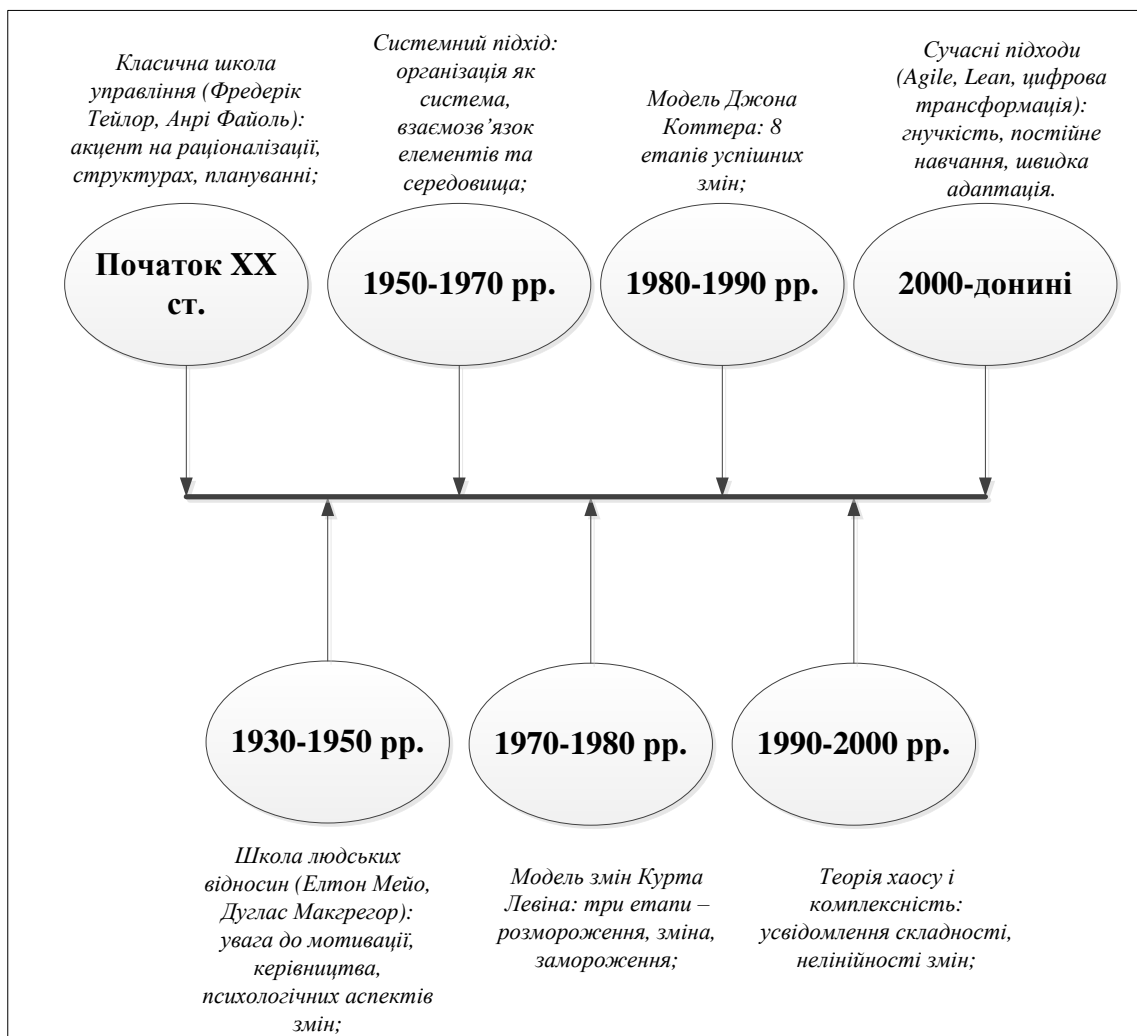 Класична школа
управління (Фредерік
Тейлор, Анрі Файоль):
акцент на раціоналізації,
структурах, плануванні;
Системний підхід:
організація як
система,
взаємозв’язок
елементів та
середовища;
Модель Джона
Коттера: 8
етапів успішних
змін;
Сучасні підходи
(Agile, Lean, цифрова
трансформація):
гнучкість, постійне
навчання, швидка
адаптація.
Початок ХХ
ст.
1950-1970 рр.
1980-1990 рр.
2000-донині
1930-1950 рр.
1970-1980 рр.
1990-2000 рр.
Школа людських
відносин (Елтон Мейо,
Дуглас Макгрегор):
увага до мотивації,
керівництва,
психологічних аспектів
змін;
Модель змін Курта
Левіна: три етапи –
розмороження, зміна,
замороження;
Теорія хаосу і
комплексність:
усвідомлення складності,
нелінійності змін;